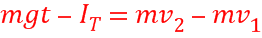 mgt – I_T = mv_2 – mv_1